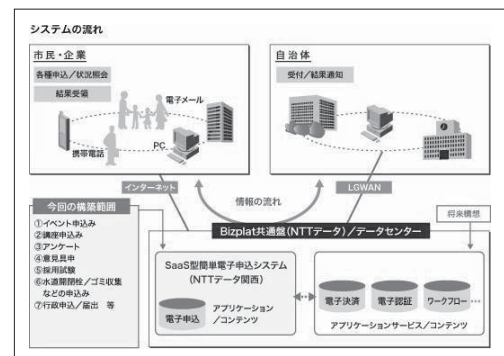 システムの流れ
市民・企業
各種申込／状況照会
結果受領
電子メール
携帯電話
PC
自治体
受付／結果通知
インターネット
情報の流れ
LGWAN
今回の構築範囲
①イベント申込み
②講座申込み
③アンケート
④意見具申
⑤採用試験
⑥水道開閉栓／ゴミ収集
などの申込み
⑦行政申込／届出　等
Bizplat共通盤(NTTデータ)／データセンター
将来構想
SaaS型簡単電子申込システム
(NTTデータ関西)
電子申込
アプリケーション
／コンテンツ
電子決済
電子認証
ワークフロー
アプリケーションサービス／コンテンツ